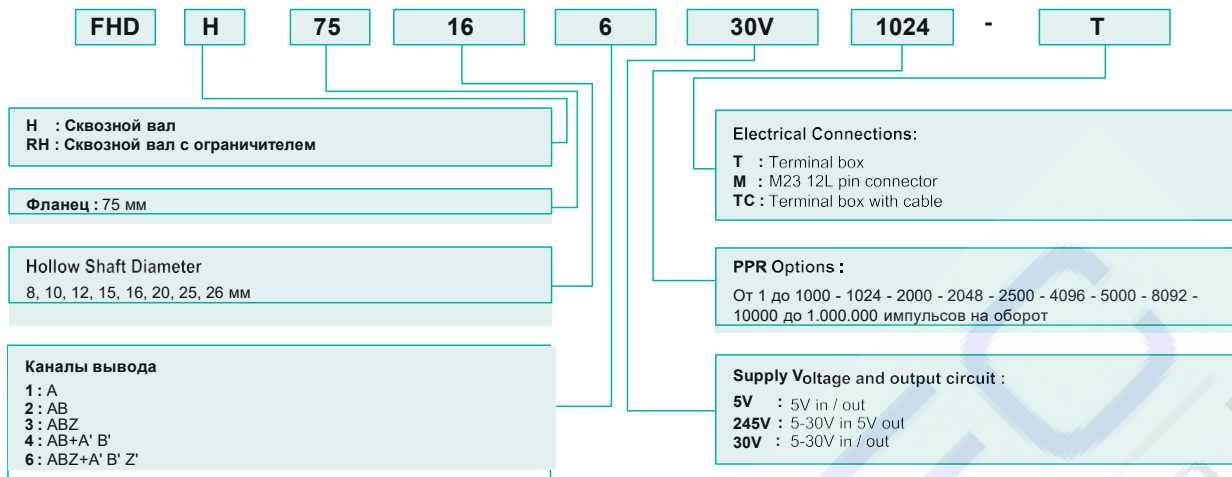 FHD H 75 16 6 30V 1024 - T
H : Сквозной вал
RH : Сквозной вал с ограничителем
Фланец : 75 мм
Hollow Shaft Diameter
8, 10, 12, 15, 16, 20, 25, 26 мм
Каналы вывода
1 : A
2 : AB
3 : ABZ
4 : AB+A' B'
6 : ABZ+A' B' Z'
Electrical Connections:
T : Terminal box
M : M23 12L pin connector
TC : Terminal box with cable
PPR Options :
От 1 до 1000 - 1024 - 2000 - 2048 - 2500 - 4096 - 5000 - 8092 -
10000 до 1.000.000 импульсов на оборот
Supply Voltage and output circuit :
5V : 5V in / out
245V : 5-30V in 5V out
30V : 5-30V in / out